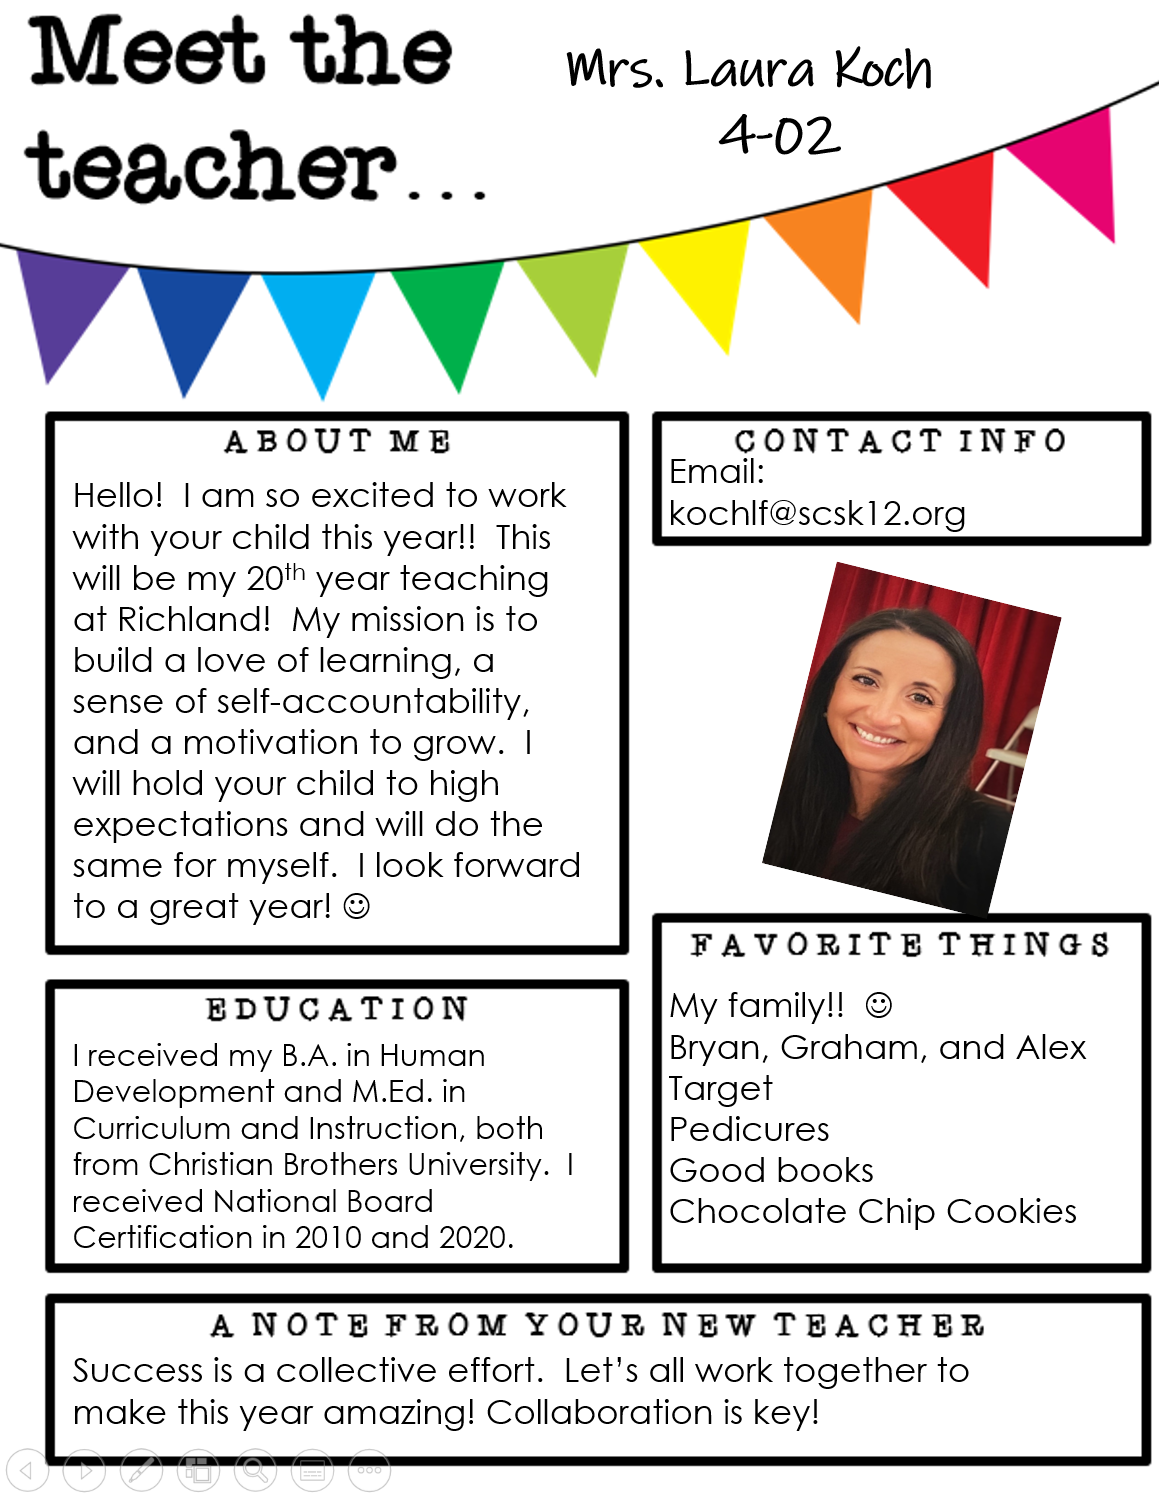 Meet the
teacher...
Mrs. Laura Koch
4-02
ABOUT ME
Hello!  I am so excited to work
with your child this year!!  This
will be my 20th year teaching
at Richland!  My mission is to
build a love of learning, a
sense of self-accountability,
and a motivation to grow.  I
will hold your child to high
expectations and will do the
same for myself.  I look forward
to a great year! ☺
CONTACT INFO
Email:
kochlf@scsk12.org
EDUCATION
I received my B.A. in Human
Development and M.Ed. in
Curriculum and Instruction, both
from Christian Brothers University.  I
received National Board
Certification in 2010 and 2020.
FAVORITE THINGS
My family!!  ☺
Bryan, Graham, and Alex
Target
Pedicures
Good books
Chocolate Chip Cookies
A NOTE FROM YOUR NEW TEACHER
Success is a collective effort.  Let's all work together to
make this year amazing! Collaboration is key!